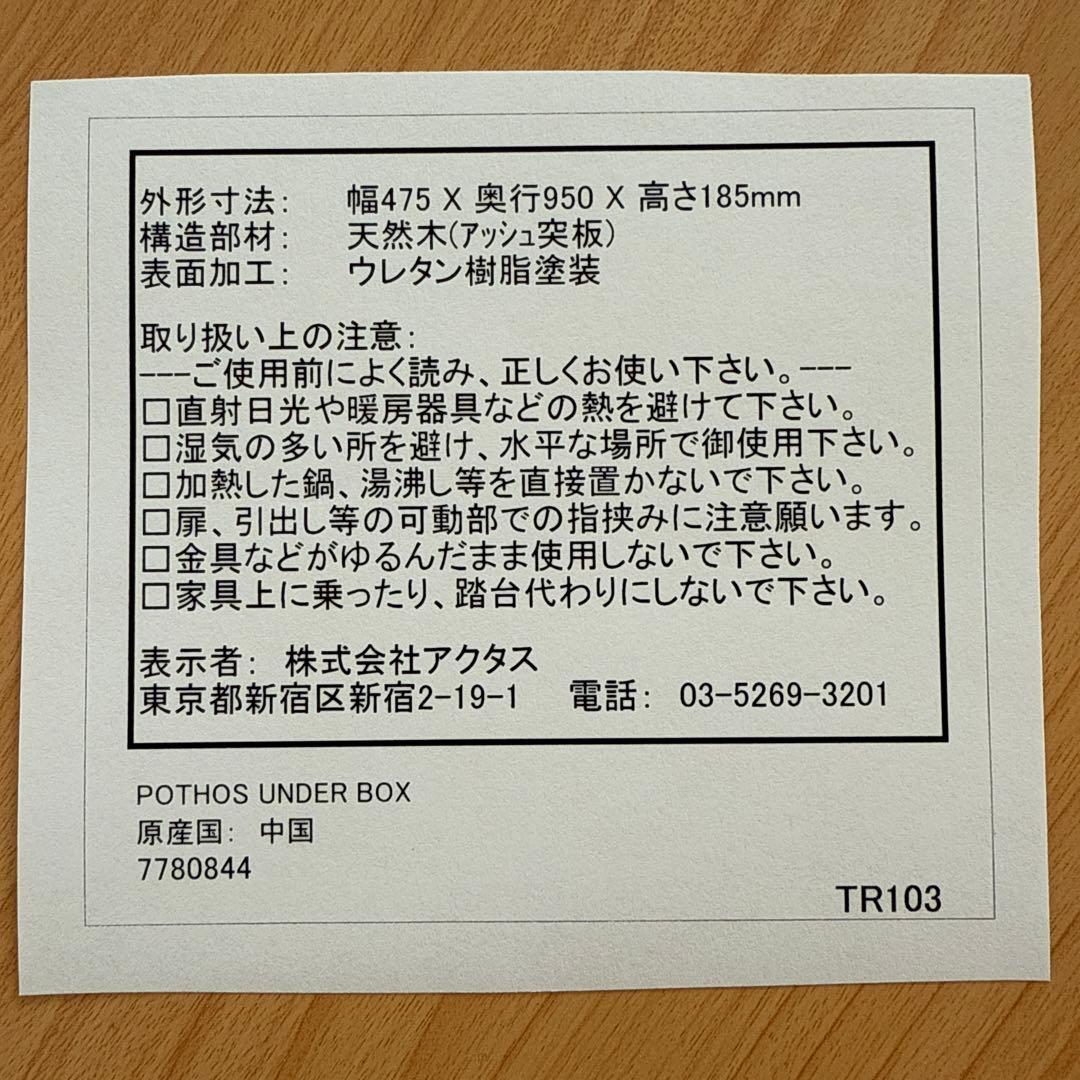 外形寸法： 幅475 X 奥行950 X 高さ185mm
構造部材： 天然木(ｱｯｼｭ突板)
表面加工： ウレタン樹脂塗装
取り扱い上の注意：
---ご使用前によく読み、正しくお使い下さい。---
□直射日光や暖房器具などの熱を避けて下さい。
□湿気の多い所を避け、水平な場所で御使用下さい。
□加熱した鍋、湯沸し等を直接置かないで下さい。
□扉、引出し等の可動部での指挟みに注意願います。
□金具などがゆるんだまま使用しないで下さい。
□家具上に乗ったり、踏台代わりにしないで下さい。
表示者： 株式会社アクタス
東京都新宿区新宿2-19-1 電話： 03-5269-3201
POTHOS UNDER BOX
原産国： 中国
7780844
TR103